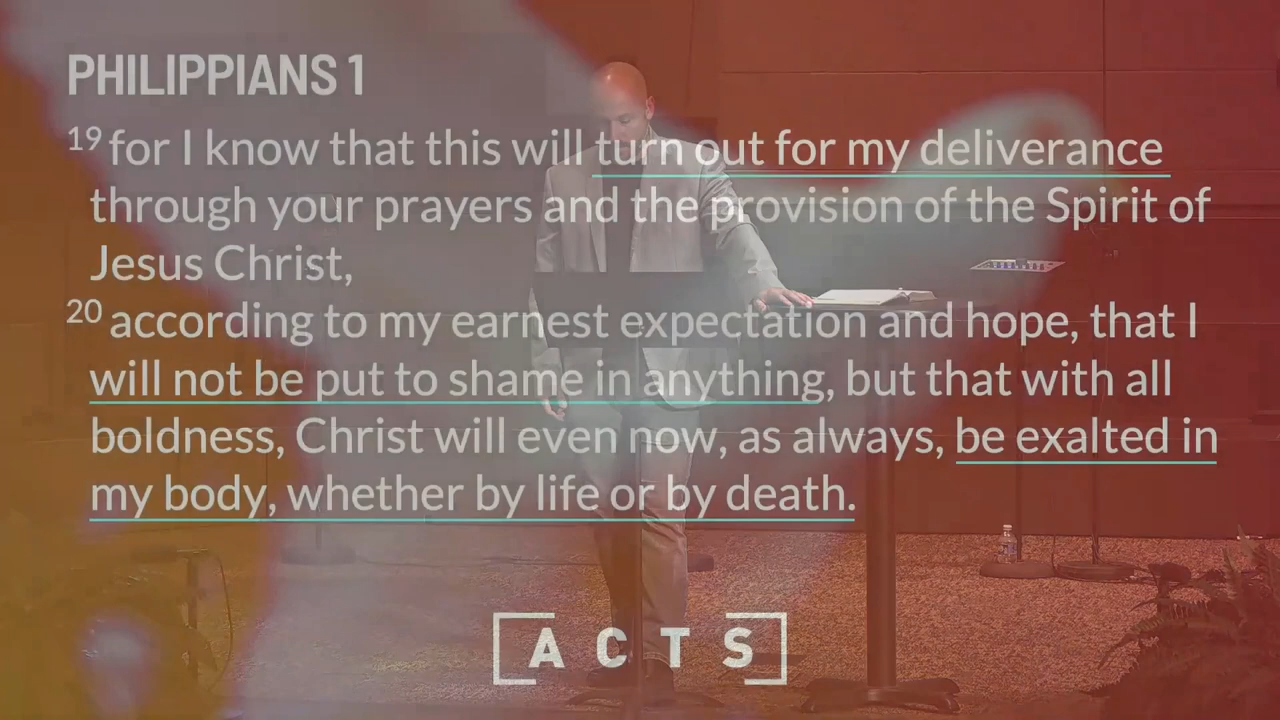 PHILIPPIANS 1
19 for I know that this will turn out for my deliverance
through your prayers and the provision of the Spirit of
Jesus Christ,
20 according to my earnest expectation and hope, that I
will not be put to shame in anything, but that with all
boldness, Christ will even now, as always, be exalted in
my body, whether by life or by death.
ACTS